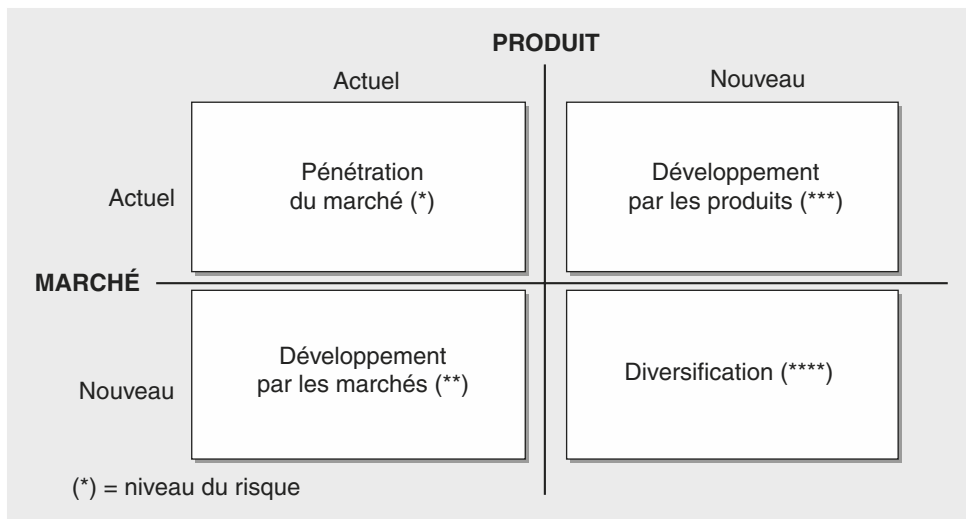 PRODUIT
Actuel
Nouveau
Actuel
Pénétration
du marché (*)
Développement
par les produits (***)
MARCHÉ
Nouveau
Développement
par les marchés (**)
Diversification (****)
(*) = niveau du risque